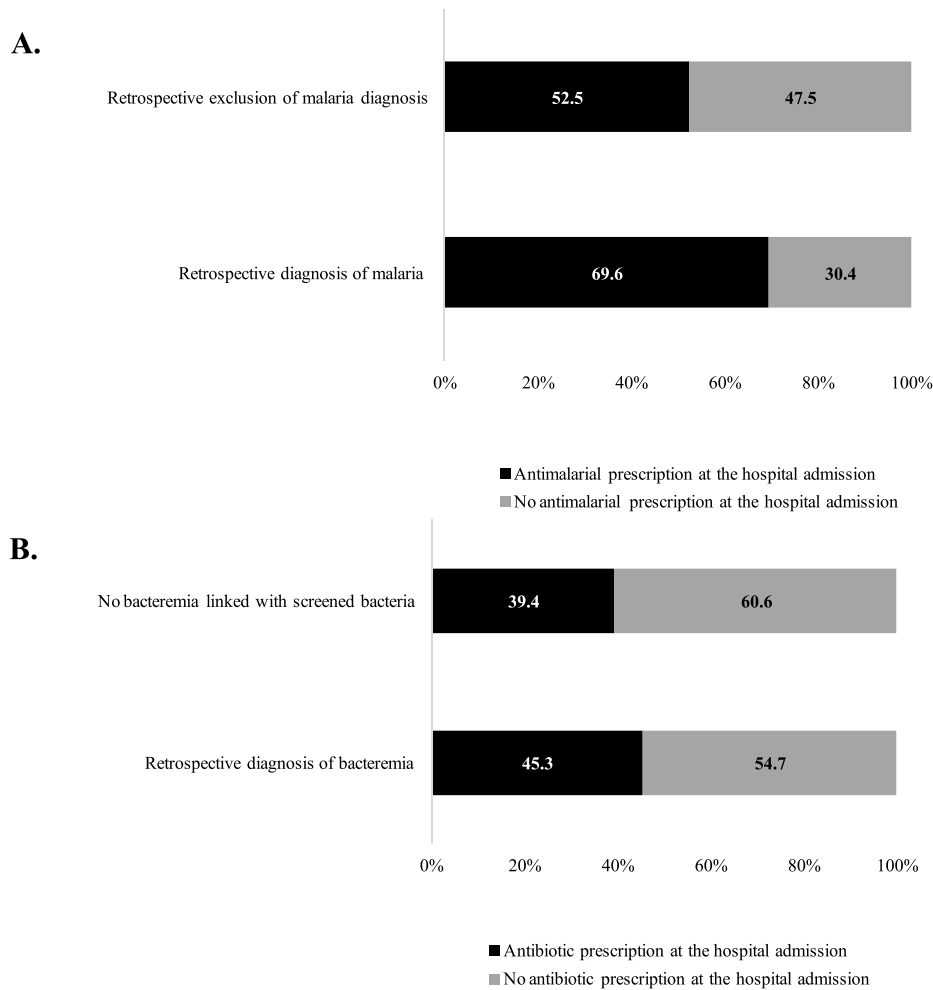 A.
Retrospective exclusion of malaria diagnosis
52.5
47.5
Retrospective diagnosis of malaria
69.6
30.4
0% 20% 40% 60% 80% 100%
Antimalarial prescription at the hospital admission
No antimalarial prescription at the hospital admission
B.
No bacteremia linked with screened bacteria
39.4
60.6
Retrospective diagnosis of bacteremia
45.3
54.7
0% 20% 40% 60% 80% 100%
Antibiotic prescription at the hospital admission
No antibiotic prescription at the hospital admission